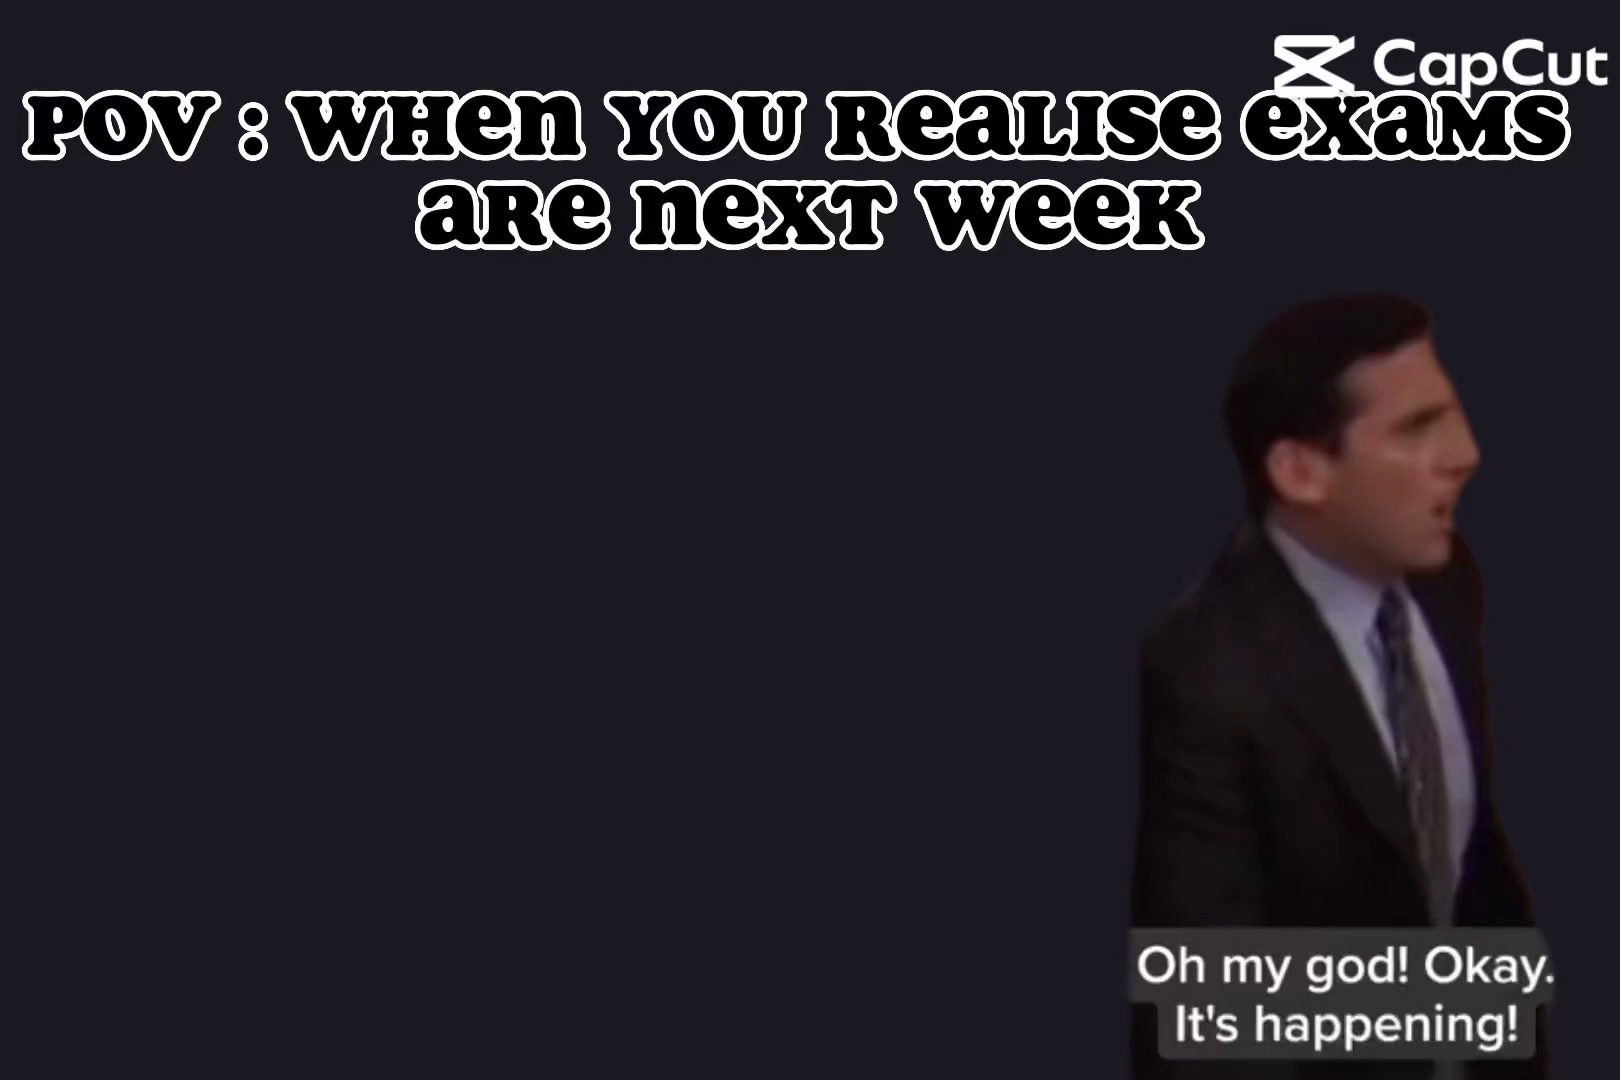 CapCut
POV : WHen YOU ReaLISe exaMS
aRe nexT weeK
Oh my god! Okay.
It's happening!